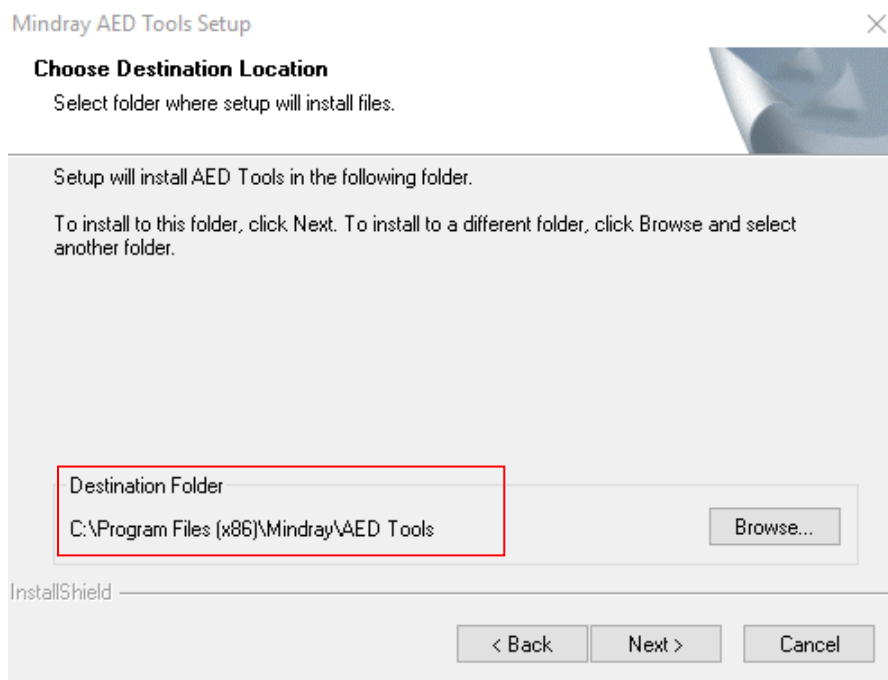 Mindray AED Tools Setup
Choose Destination Location
Select folder where setup will install files.
Setup will install AED Tools in the following folder.
To install to this folder, click Next. To install to a different folder, click Browse and select
another folder.
Destination Folder
C:\Program Files (x86)\Mindray\AED Tools
Browse...
InstallShield
< Back
Next >
Cancel